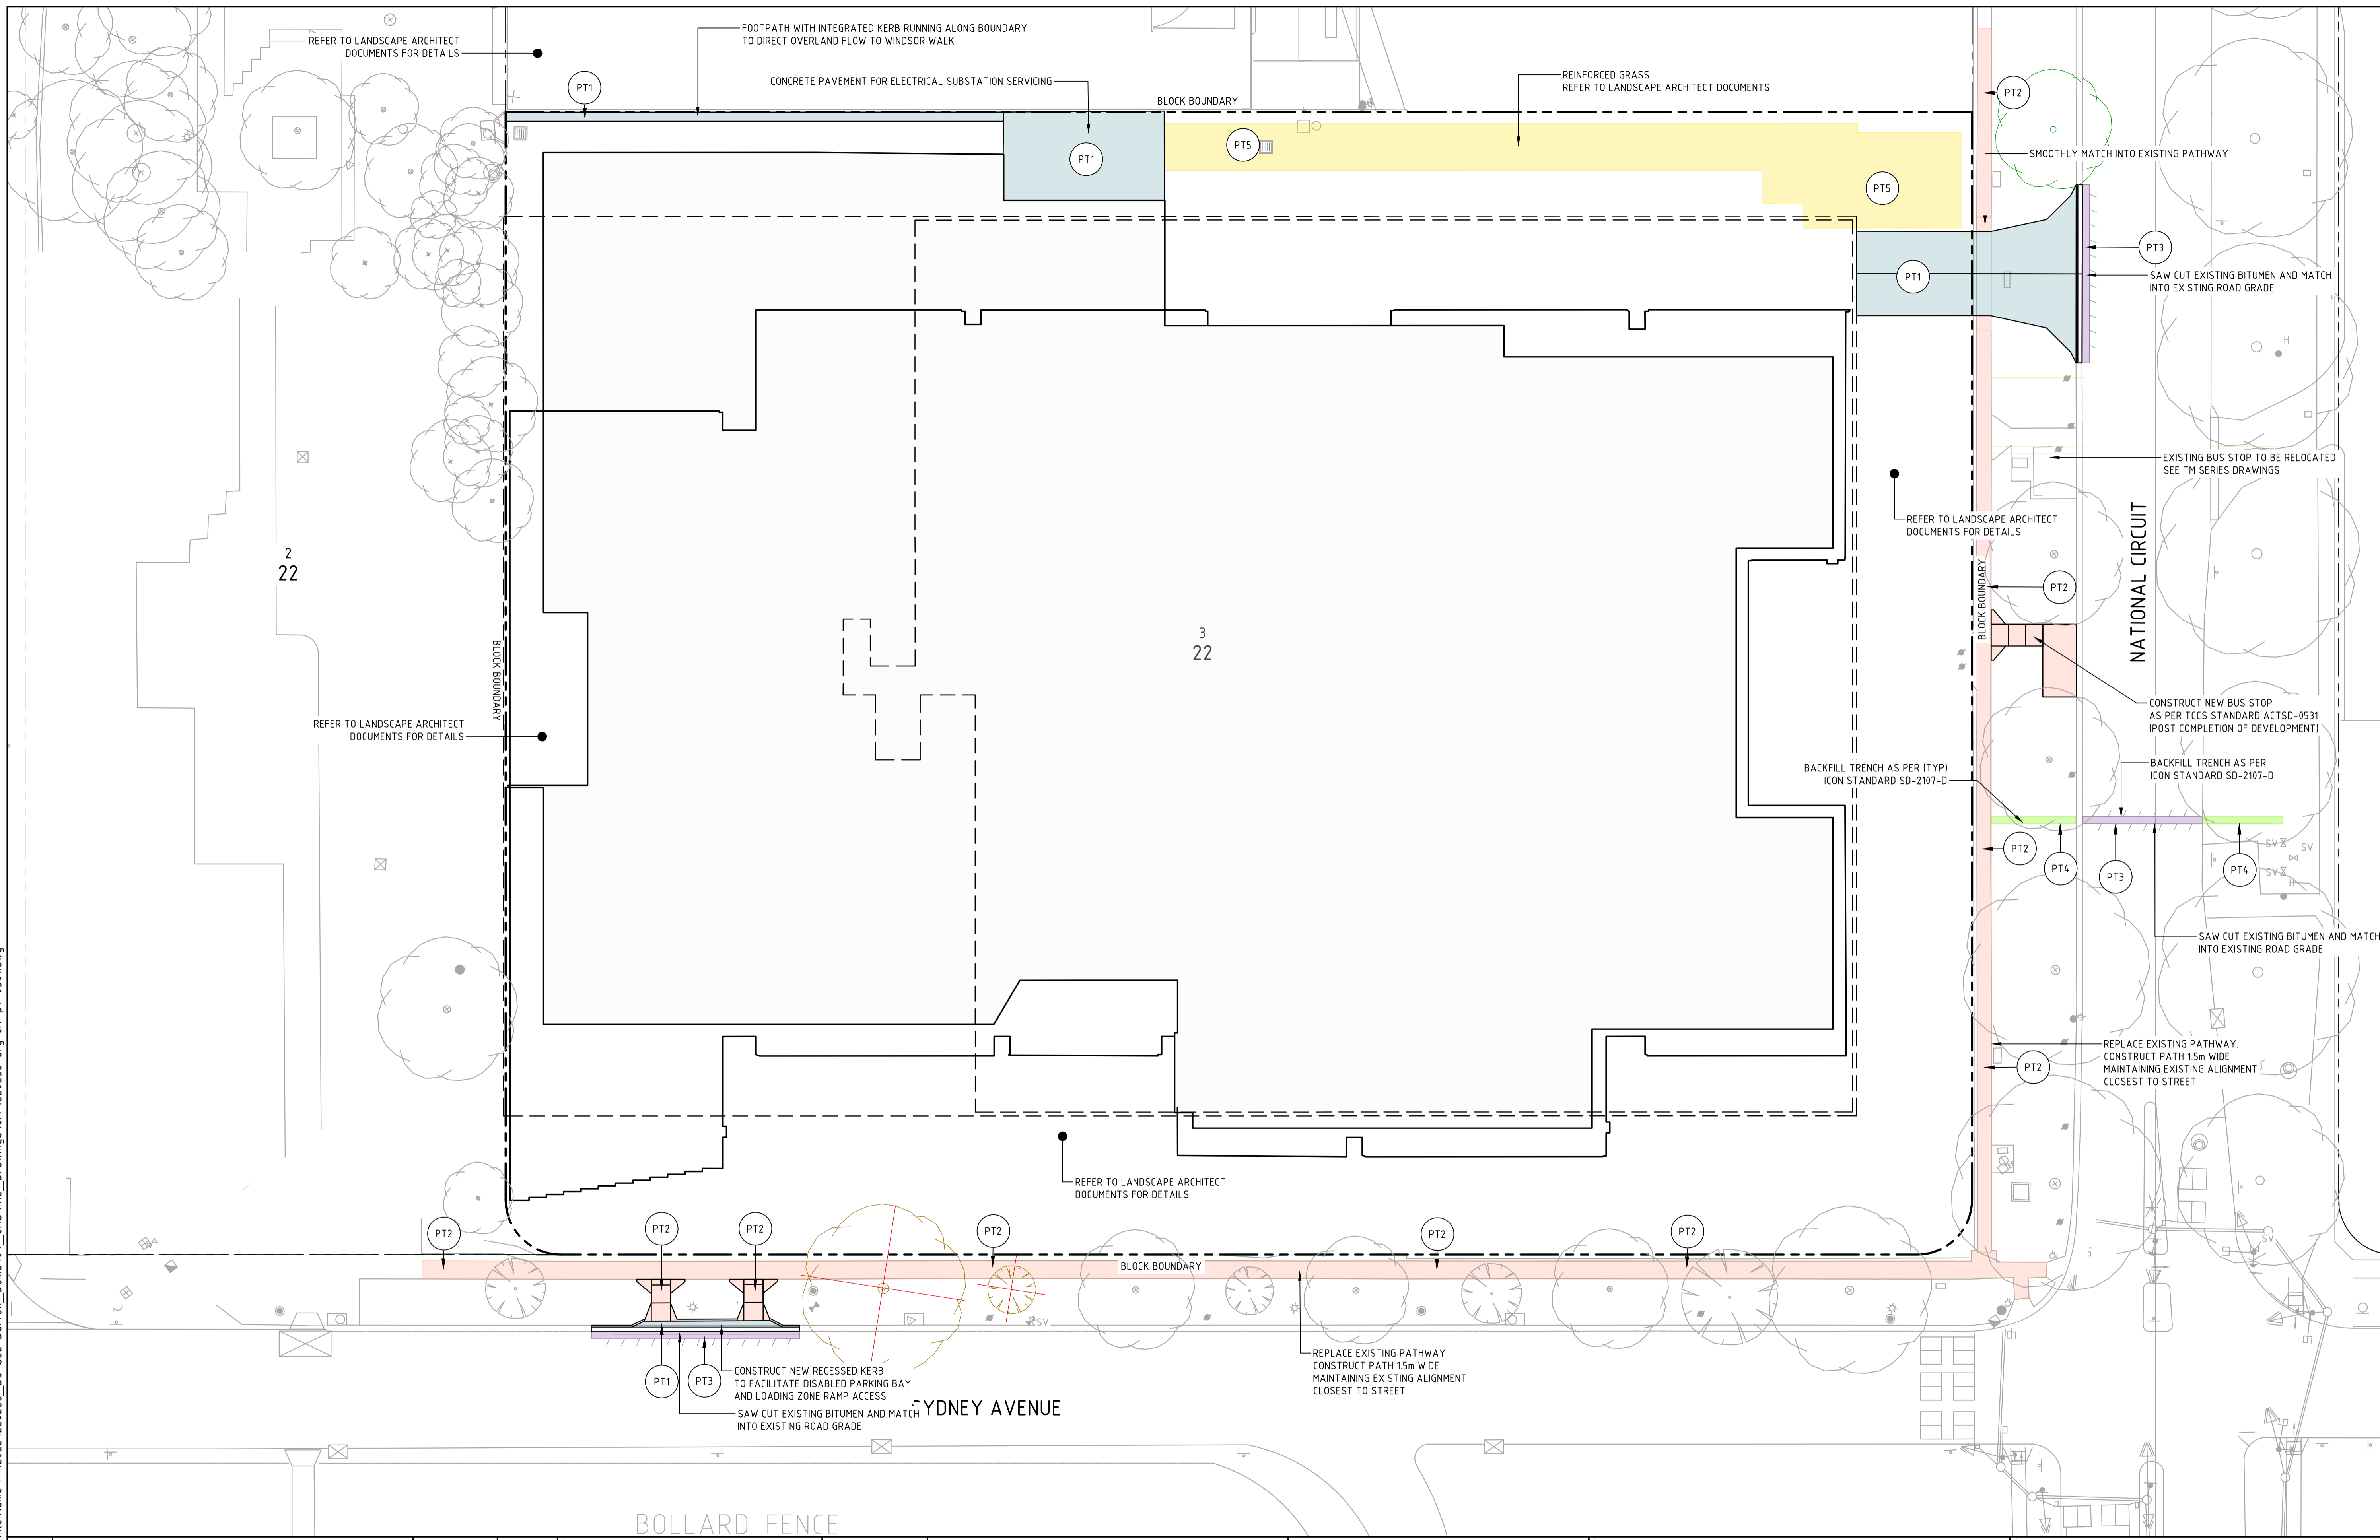 REFER TO LANDSCAPE ARCHITECT
DOCUMENTS FOR DETAILS
FOOTPATH WITH INTEGRATED KERB RUNNING ALONG BOUNDARY
TO DIRECT OVERLAND FLOW TO WINDSOR WALK
CONCRETE PAVEMENT FOR ELECTRICAL SUBSTATION SERVICING
REINFORCED GRASS.
REFER TO LANDSCAPE ARCHITECT DOCUMENTS
PT1
BLOCK BOUNDARY
PT2
PT1
PT5
PT5
SMOOTHLY MATCH INTO EXISTING PATHWAY
PT3
PT1
SAW CUT EXISTING BITUMEN AND MATCH
INTO EXISTING ROAD GRADE
H
EXISTING BUS STOP TO BE RELOCATED.
SEE TM SERIES DRAWINGS
REFER TO LANDSCAPE ARCHITECT
DOCUMENTS FOR DETAILS
NATIONAL CIRCUIT
2
22
PT2
BLOCK BOUNDARY
3
22
BLOCK BOUNDARY
REFER TO LANDSCAPE ARCHITECT
DOCUMENTS FOR DETAILS
CONSTRUCT NEW BUS STOP
AS PER TCCS STANDARD ACTSD-0531
(POST COMPLETION OF DEVELOPMENT)
BACKFILL TRENCH AS PER (TYP)
ICON STANDARD SD-2107-D
BACKFILL TRENCH AS PER
ICON STANDARD SD-2107-D
PT2
PT4
PT3
PT4
SV
SV
SV
H
SAW CUT EXISTING BITUMEN AND MATCH
INTO EXISTING ROAD GRADE
REPLACE EXISTING PATHWAY.
CONSTRUCT PATH 1.5m WIDE
MAINTAINING EXISTING ALIGNMENT
CLOSEST TO STREET
PT2
REFER TO LANDSCAPE ARCHITECT
DOCUMENTS FOR DETAILS
PT2
PT2
PT2
PT2
PT2
PT2
SV
BLOCK BOUNDARY
SV
REPLACE EXISTING PATHWAY.
CONSTRUCT PATH 1.5m WIDE
MAINTAINING EXISTING ALIGNMENT
CLOSEST TO STREET
PT1
PT3
CONSTRUCT NEW RECESSED KERB
TO FACILITATE DISABLED PARKING BAY
AND LOADING ZONE RAMP ACCESS
SAW CUT EXISTING BITUMEN AND MATCH
INTO EXISTING ROAD GRADE
YDNEY AVENUE
BOLLARD FENCE